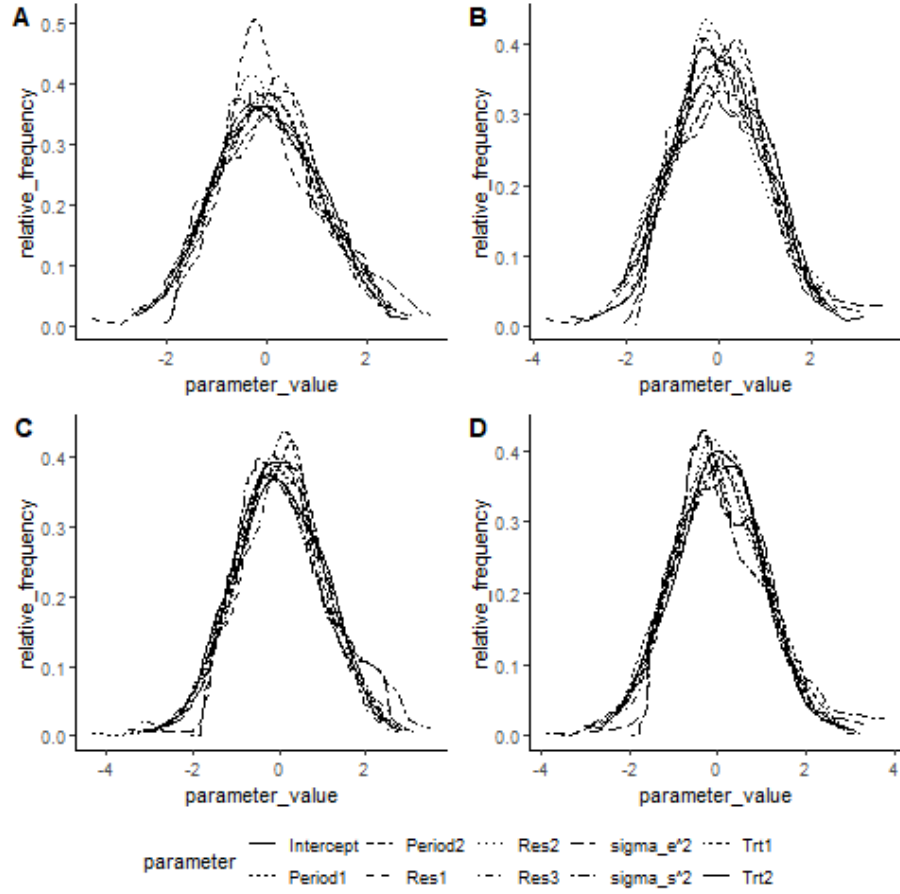 A
B
0.5
0.4
0.4
0.3
0.3
0.2
0.2
0.1
0.1
0.0
0.0
relative_frequency
relative_frequency
-2 0 2
-4 -2 0 2
parameter_value
parameter_value
C
D
0.4
0.4
0.3
0.3
0.2
0.2
0.1
0.1
0.0
0.0
relative_frequency
relative_frequency
-4 -2 0 2
-4 -2 0 2 4
parameter_value
parameter_value
parameter
Intercept Period2 Res2 sigma_e^2 Trt1
Period1 Res1 Res3 sigma_s^2 Trt2